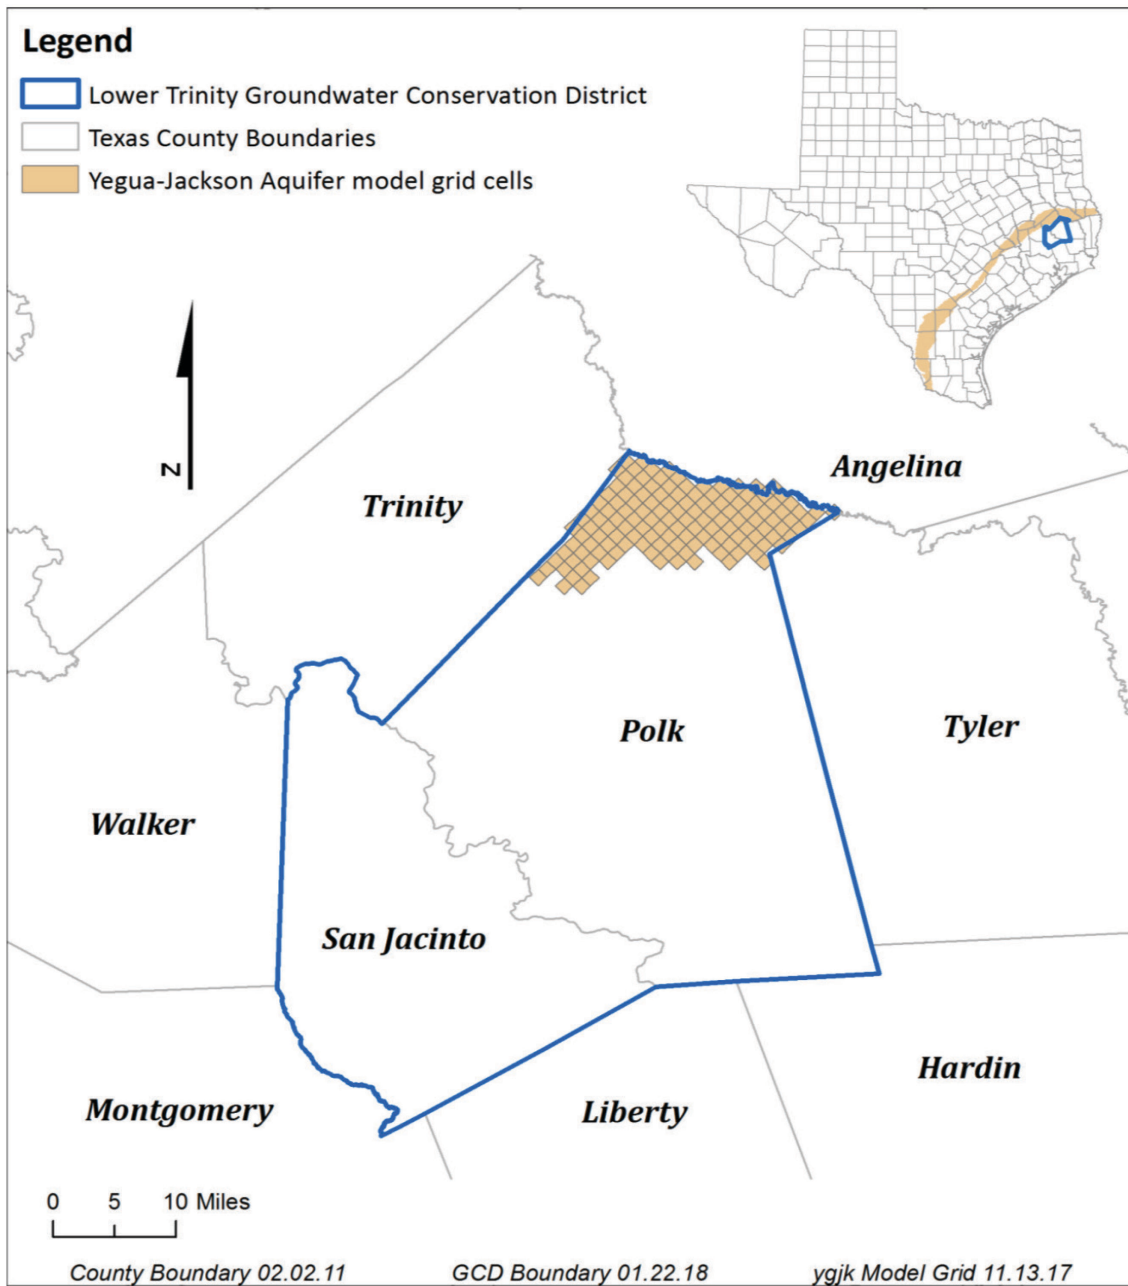 Legend
Lower Trinity Groundwater Conservation District
Texas County Boundaries
Yegua-Jackson Aquifer model grid cells
N
Angelina
Trinity
Polk
Tyler
Walker
San Jacinto
Hardin
Montgomery
Liberty
0 5 10 Miles
County Boundary 02.02.11 GCD Boundary 01.22.18 ygjk Model Grid 11.13.17